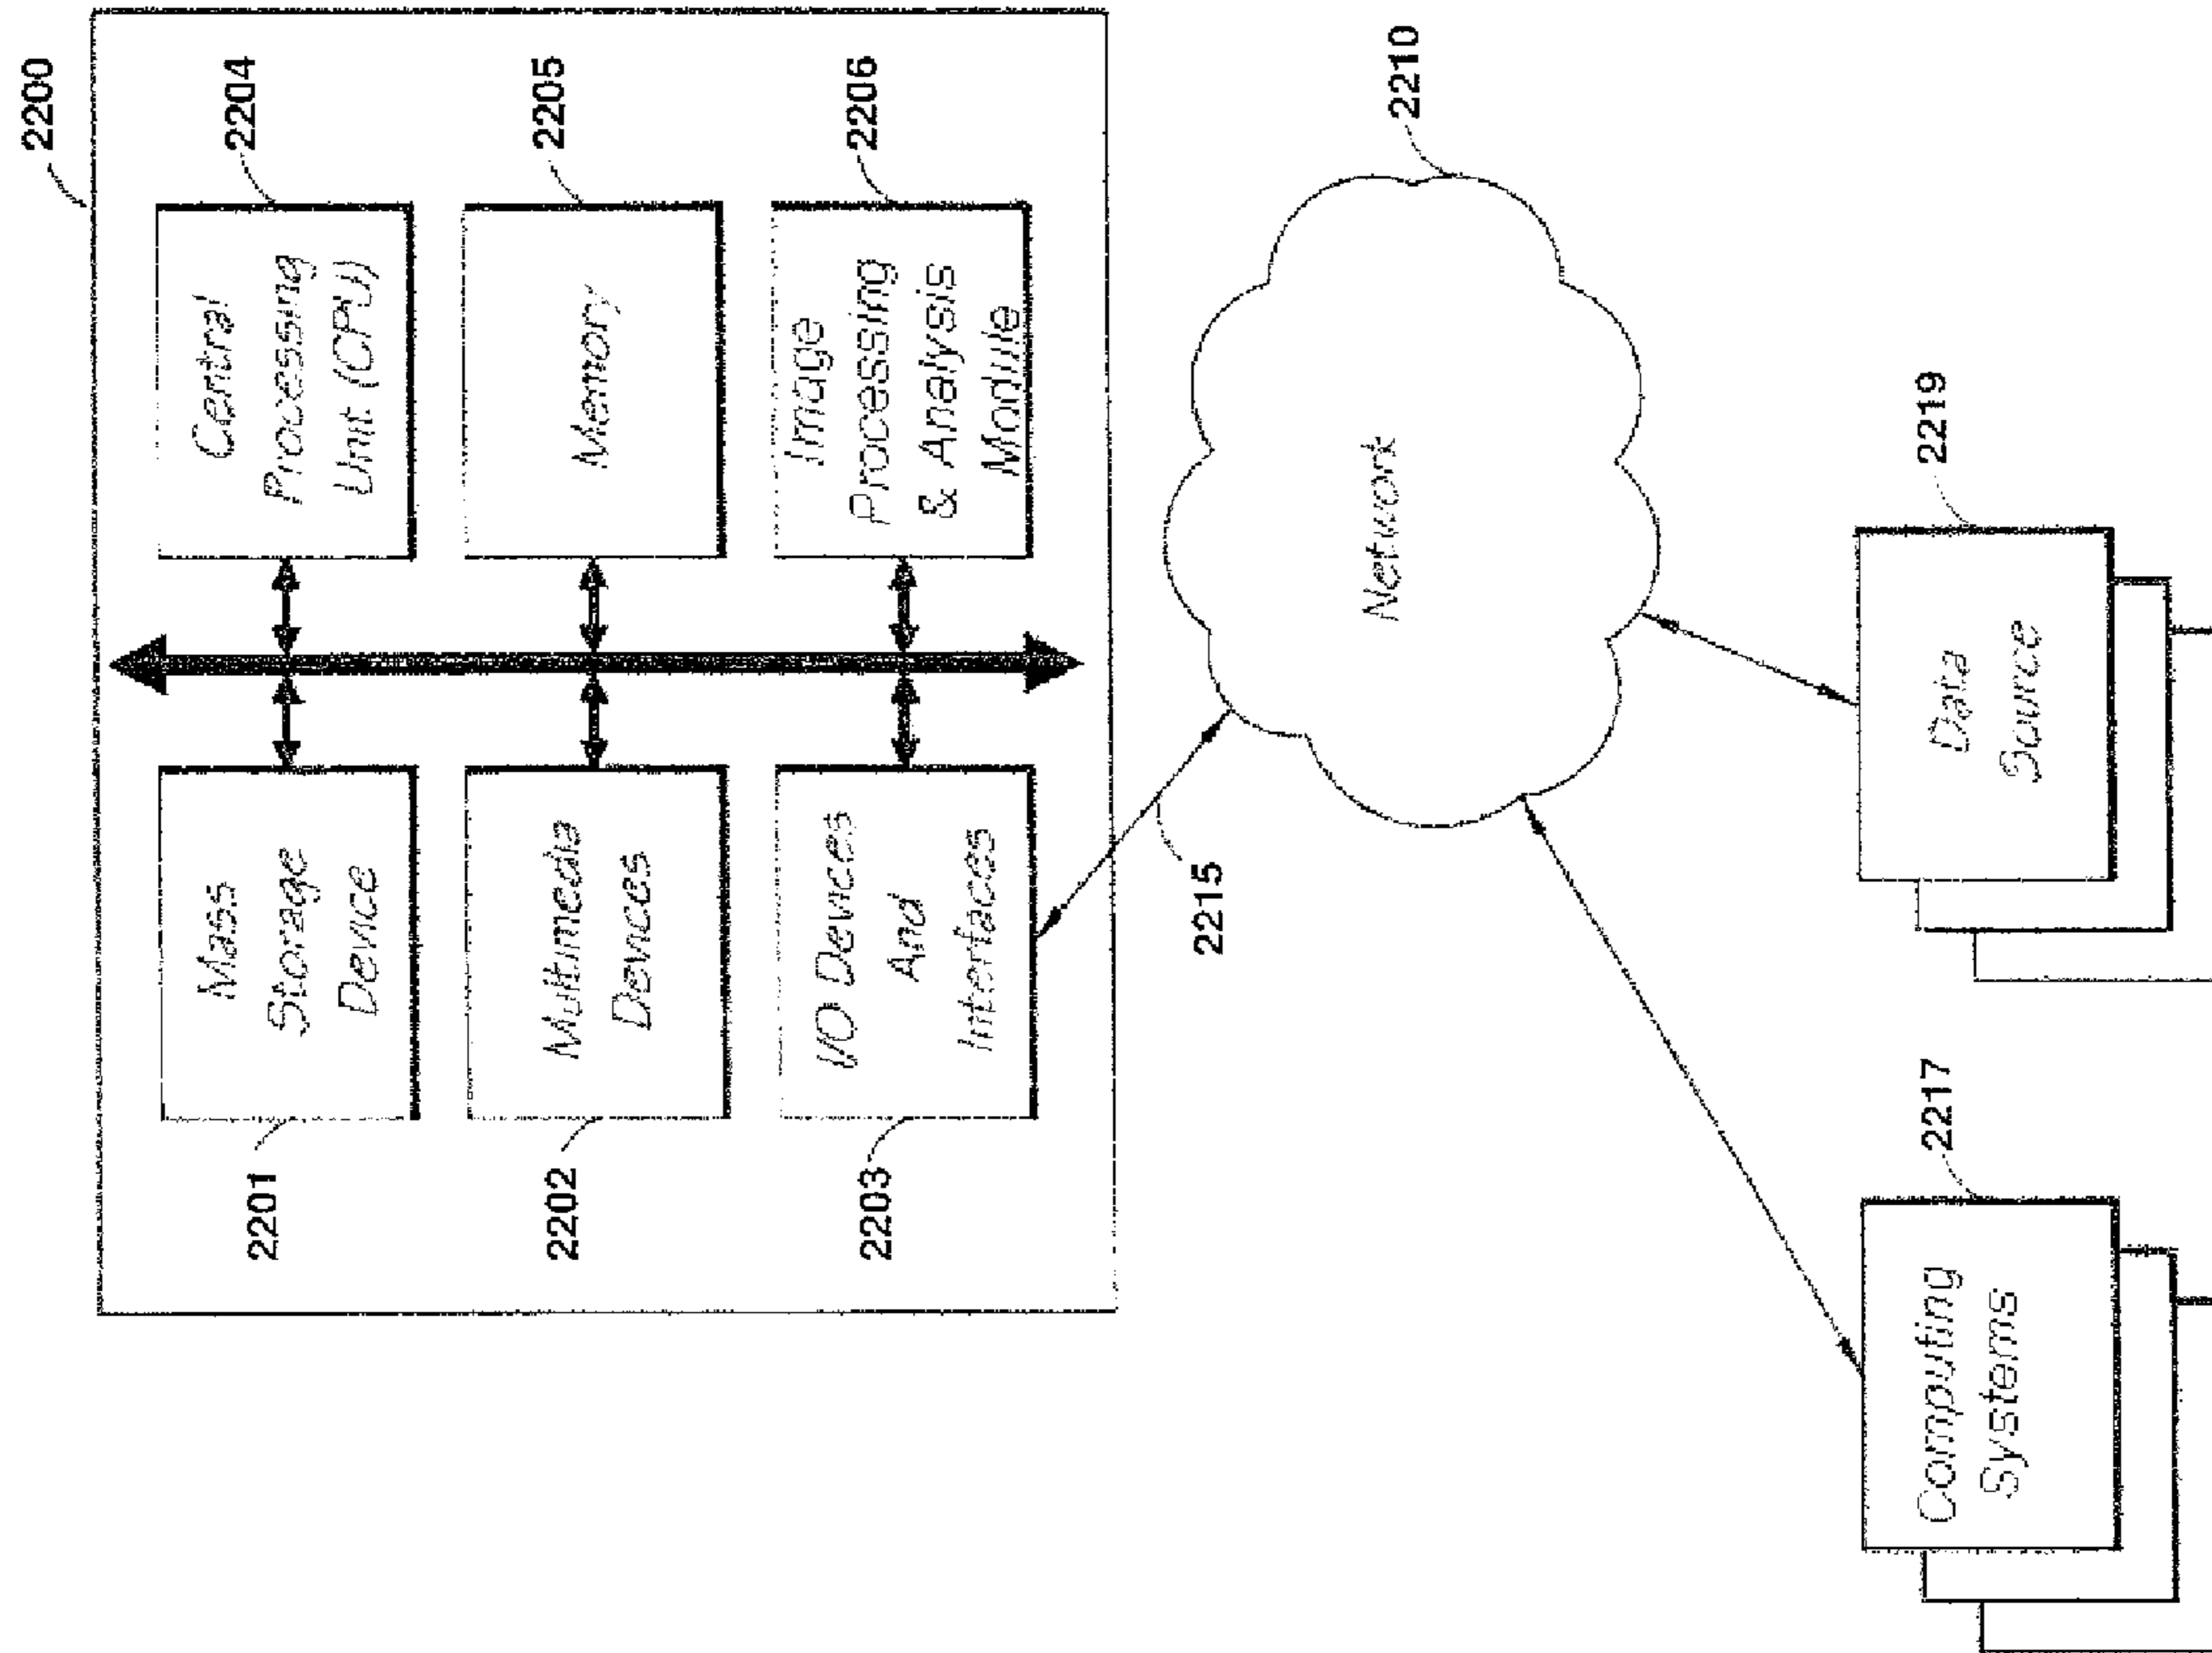 2200
2201
Mass
Storage
Device
Central
Processing
Unit (CPU)
2204
2202
Multimedia
Devices
Memory
2205
2203
I/O Devices
And
Interfaces
Image
Processing
& Analysis
Module
2206
2215
Network
2210
2217
Computing
Systems
Data
Source
2219